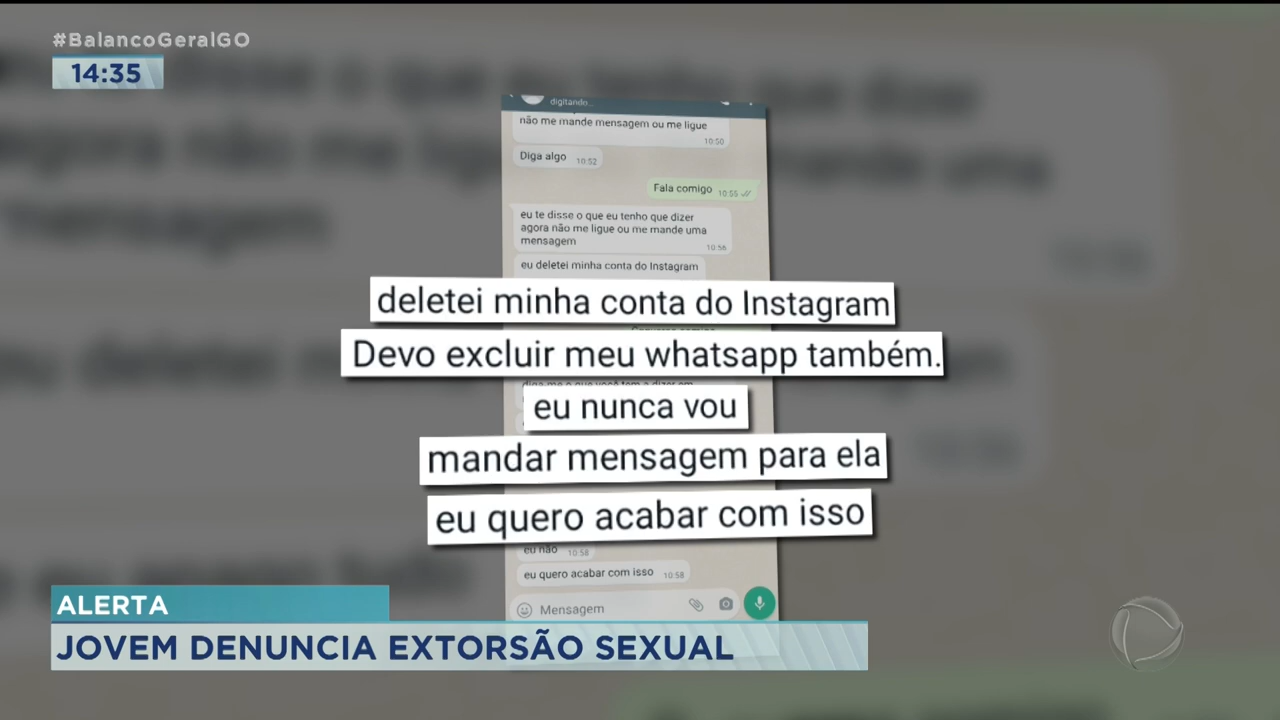 #BalancoGeralGO
14:35
digitando...
não me mande mensagem ou me ligue
10:50
Diga algo 10:52
Fala comigo 10:55
eu te disse o que eu tenho que dizer
agora não me ligue ou me mande uma
mensagem
10:56
eu deletei minha conta do Instagram
deletei minha conta do Instagram
Devo excluir meu whatsapp também.
eu nunca vou
mandar mensagem para ela
eu quero acabar com isso
eu não 10:58
eu quero acabar com isso 10:58
Mensagem
ALERTA
JOVEM DENUNCIA EXTORSÃO SEXUAL